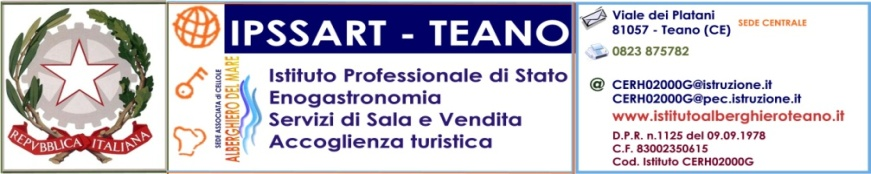 REPVBBLICA ITALIANA
SEDE ASSOCIATA di CELLOLE
ALBERGHIERO DEL MARE
IPSSART - TEANO
Istituto Professionale di Stato
Enogastronomia
Servizi di Sala e Vendita
Accoglienza turistica
Viale dei Platani
SEDE CENTRALE
81057 - Teano (CE)
0823 875782
@ CERH02000G@istruzione.it
CERH02000G@pec.istruzione.it
www.istitutoalberghieroteano.it
D.P.R. n.1125 del 09.09.1978
C.F. 83002350615
Cod. Istituto CERH02000G